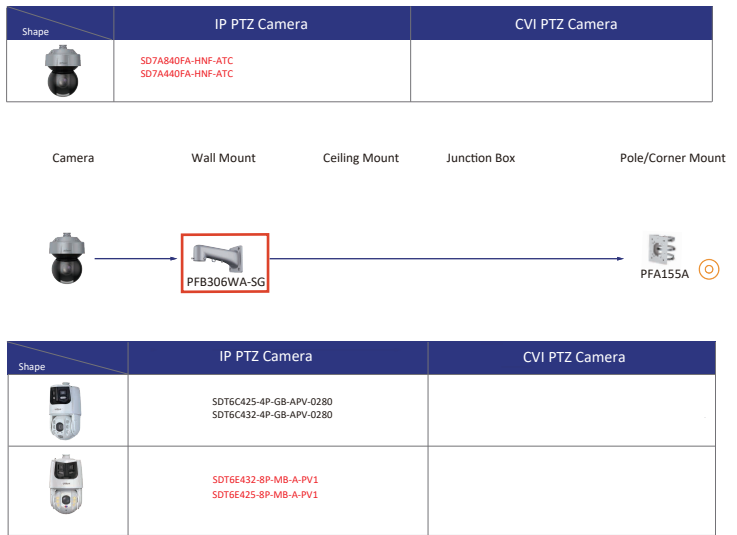 Shape
IP PTZ Camera
CVI PTZ Camera
SD7A840FA-HNF-ATC
SD7A440FA-HNF-ATC
Camera
Wall Mount
Ceiling Mount
Junction Box
Pole/Corner Mount
PFB306WA-SG
PFA155A
Shape
IP PTZ Camera
CVI PTZ Camera
SDT6C425-4P-GB-APV-0280
SDT6C432-4P-GB-APV-0280
SDT6E432-8P-MB-A-PV1
SDT6E425-8P-MB-A-PV1